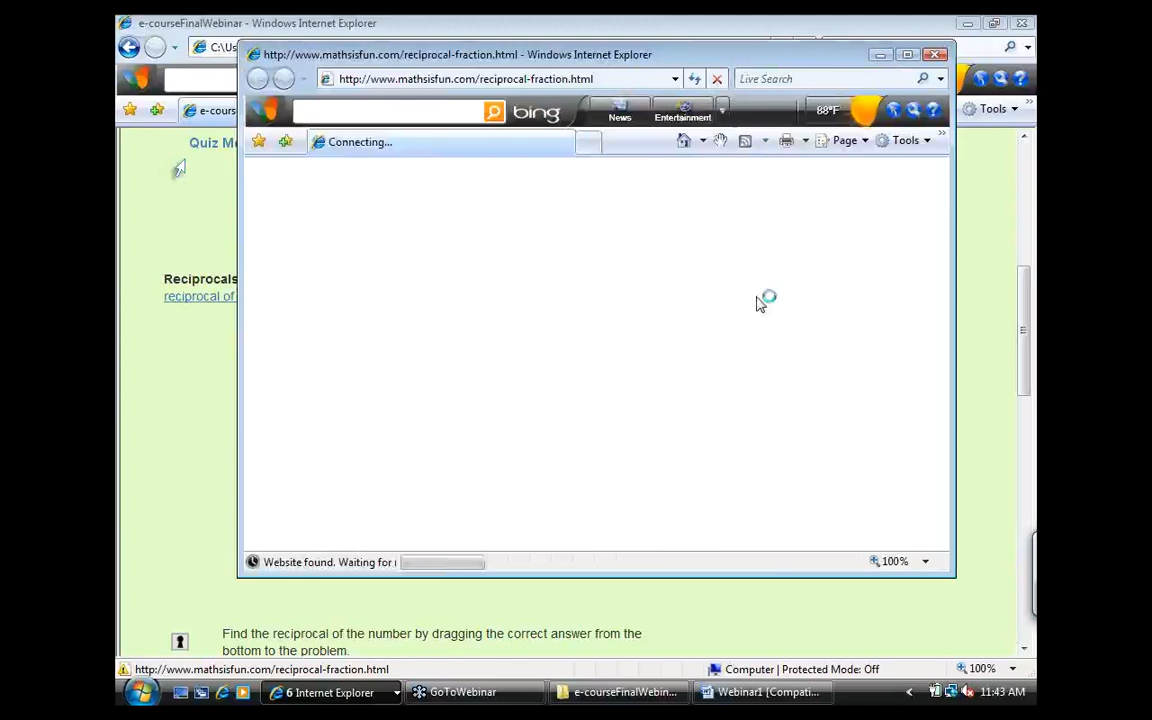 e-courseFinalWebinar - Windows Internet Explorer
C:\Us
http://www.mathsisfun.com/reciprocal-fraction.html - Windows Internet Explorer
http://www.mathsisfun.com/reciprocal-fraction.html
Live Search
bing
News
Entertainment
88°F
e-cours
Tools
Connecting...
Page
Tools
Quiz Me
Reciprocals
reciprocal of
Website found. Waiting for
100%
Find the reciprocal of the number by dragging the correct answer from the
bottom to the problem.
http://www.mathsisfun.com/reciprocal-fraction.html
Computer | Protected Mode: Off
100%
6 Internet Explorer
GoToWebinar
e-courseFinalWebin...
Webinar1 [Compati...
11:43 AM